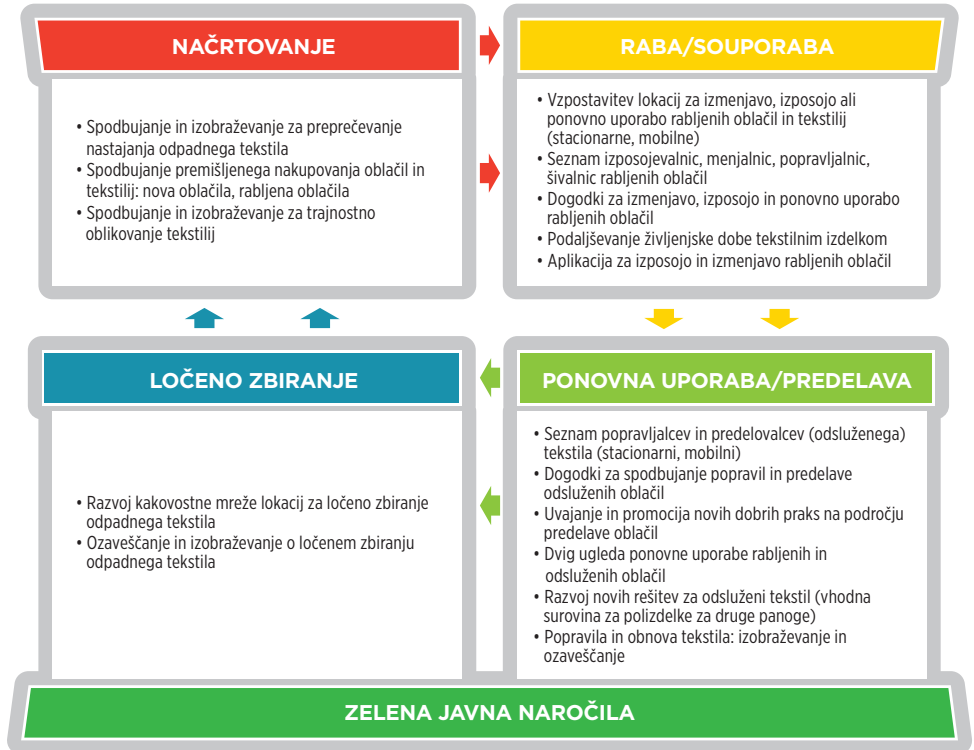 NAČRTOVANJE
• Spodbujanje in izobraževanje za preprečevanje
nastajanja odpadnega tekstila
• Spodbujanje premišljenega nakupovanja oblačil in
tekstilij: nova oblačila, rabljena oblačila
• Spodbujanje in izobraževanje za trajnostno
oblikovanje tekstilij
RABA/SOUPORABA
• Vzpostavitev lokacij za izmenjavo, izposojo ali
ponovno uporabo rabljenih oblačil in tekstilij
(stacionarne, mobilne)
• Seznam izposojevalnic, menjalnic, popravljalnic,
šivalnic rabljenih oblačil
• Dogodki za izmenjavo, izposojo in ponovno uporabo
rabljenih oblačil
• Podaljševanje življenjske dobe tekstilnim izdelkom
• Aplikacija za izposojo in izmenjavo rabljenih oblačil
LOČENO ZBIRANJE
• Razvoj kakovostne mreže lokacij za ločeno zbiranje
odpadnega tekstila
• Ozaveščanje in izobraževanje o ločenem zbiranju
odpadnega tekstila
PONOVNA UPORABA/PREDELAVA
• Seznam popravljalcev in predelovalcev (odsluženega)
tekstila (stacionarni, mobilni)
• Dogodki za spodbujanje popravil in predelave
odsluženih oblačil
• Uvajanje in promocija novih dobrih praks na področju
predelave oblačil
• Dvig ugleda ponovne uporabe rabljenih in
odsluženih oblačil
• Razvoj novih rešitev za odsluženi tekstil (vhodna
surovina za polizdelke za druge panoge)
• Popravila in obnova tekstila: izobraževanje in
ozaveščanje
ZELENA JAVNA NAROČILA